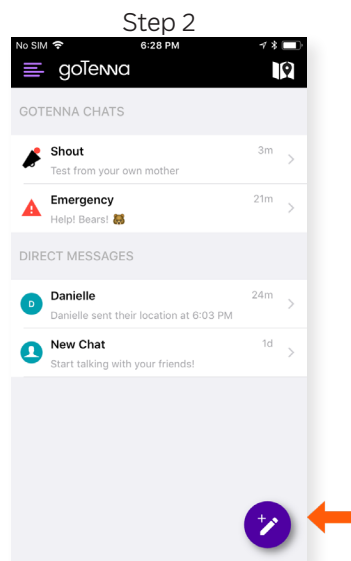 Step 2
No SIM 6:28 PM
goTenna
GOTENNA CHATS
Shout 3m
Test from your own mother
Emergency 21m
Help! Bears! 🐻
DIRECT MESSAGES
D Danielle 24m
Danielle sent their location at 6:03 PM
New Chat 1d
Start talking with your friends!